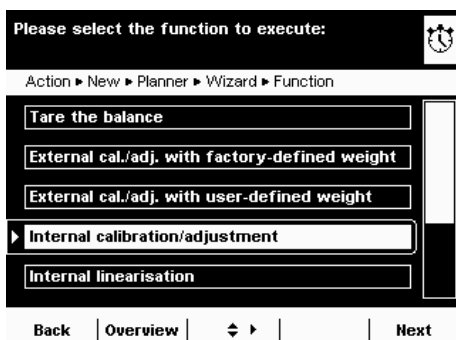 Please select the function to execute:
Action ▸ New ▸ Planner ▸ Wizard ▸ Function
Tare the balance
External cal./adj. with factory-defined weight
External cal./adj. with user-defined weight
Internal calibration/adjustment
Internal linearisation
Back Overview Next